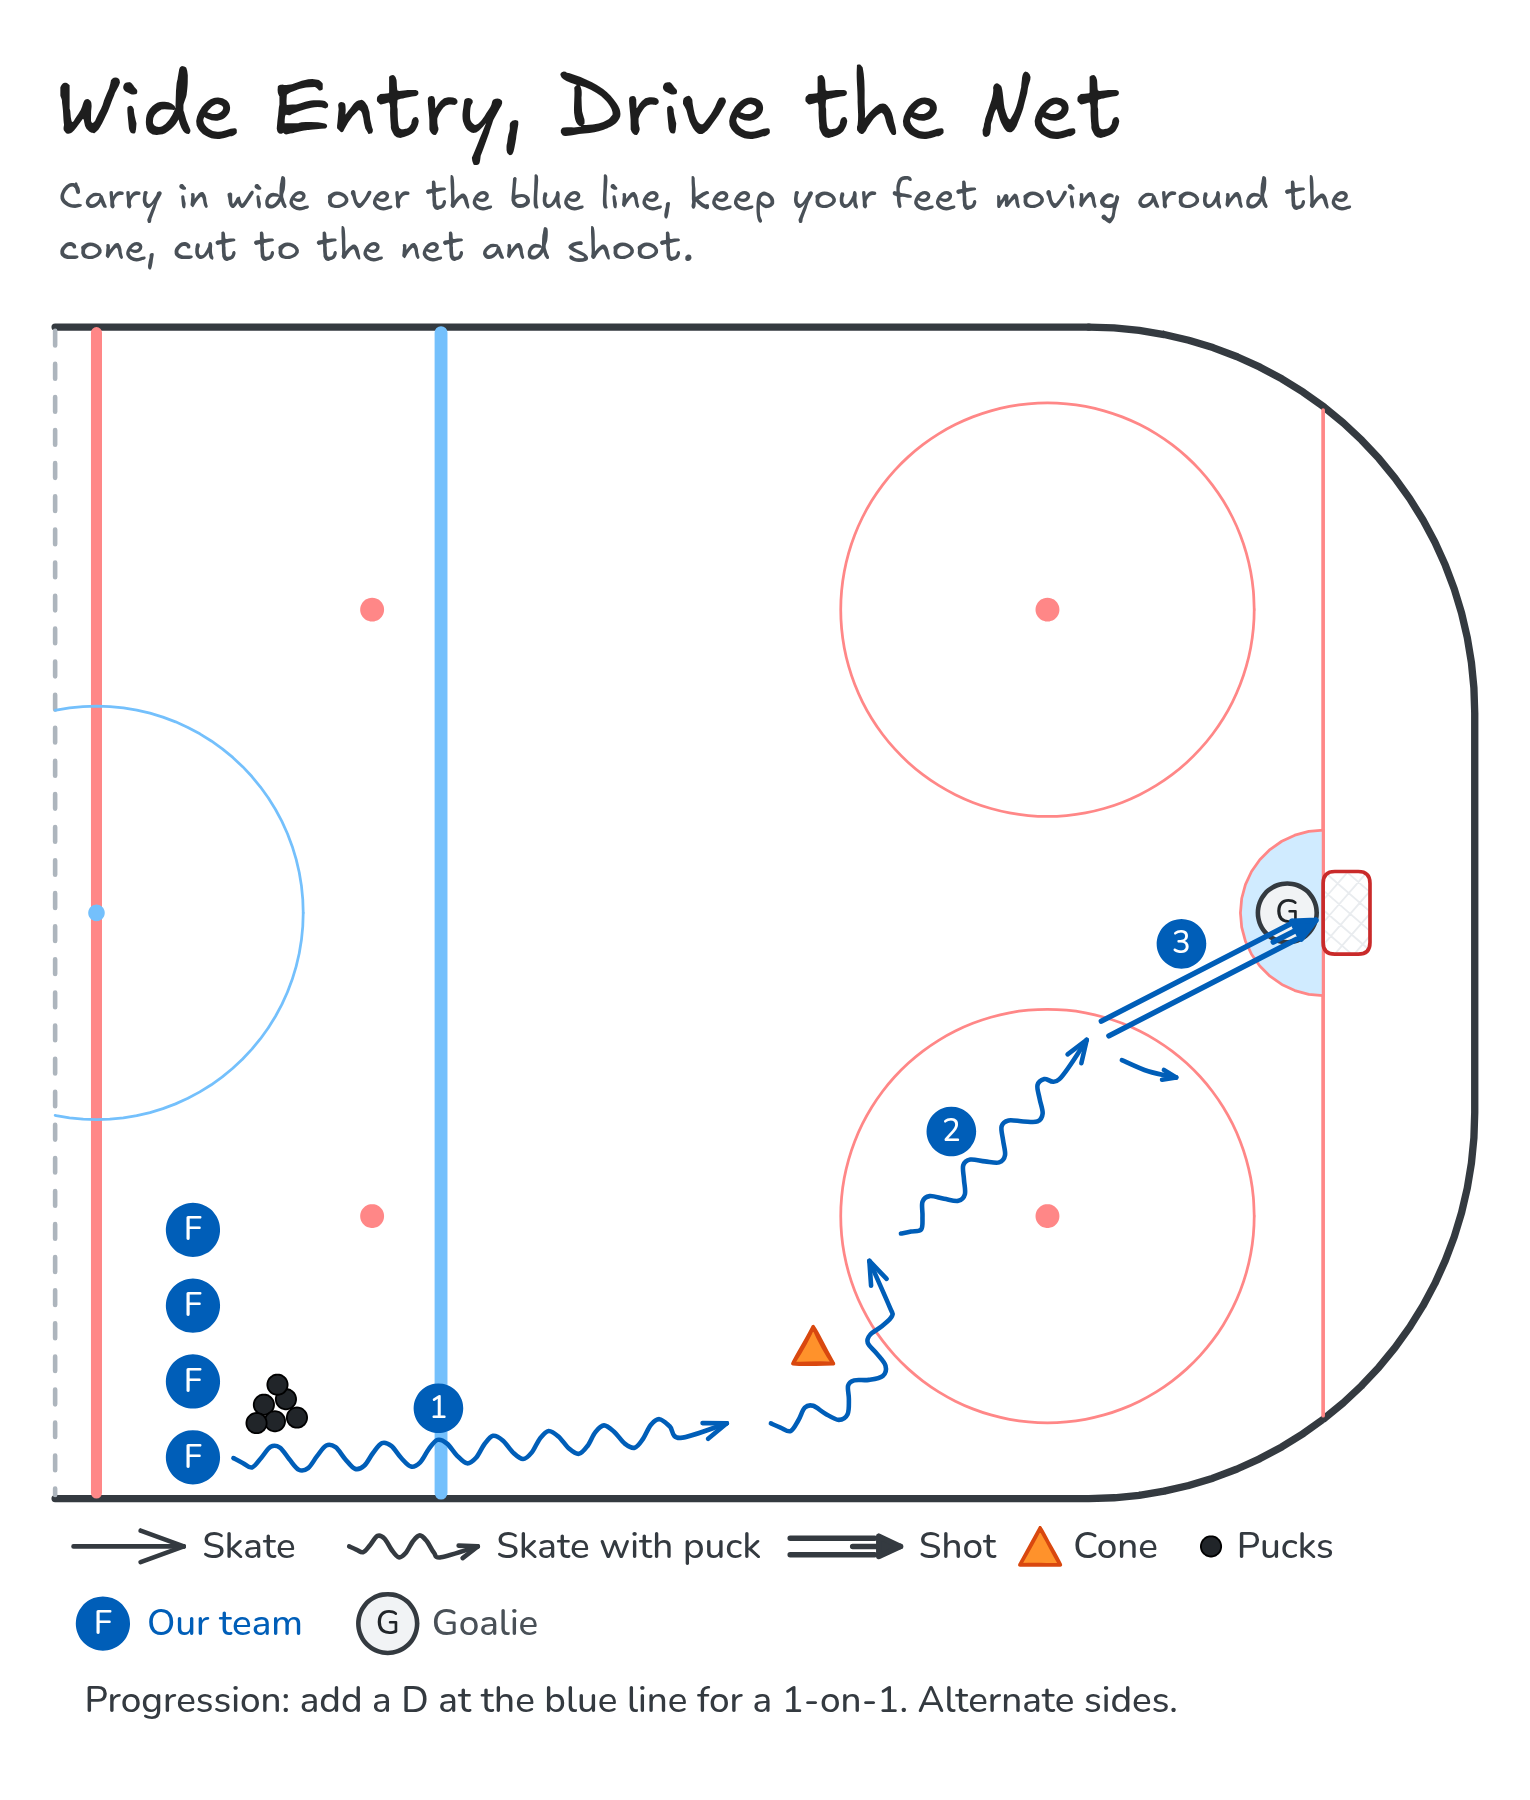 Wide Entry, Drive the Net
Carry in wide over the blue line, keep your feet moving around the
cone, cut to the net and shoot.
G
3
2
F
F
F
1
F
Skate
Skate with puck
Shot
Cone
Pucks
F Our team
G Goalie
Progression: add a D at the blue line for a 1-on-1. Alternate sides.